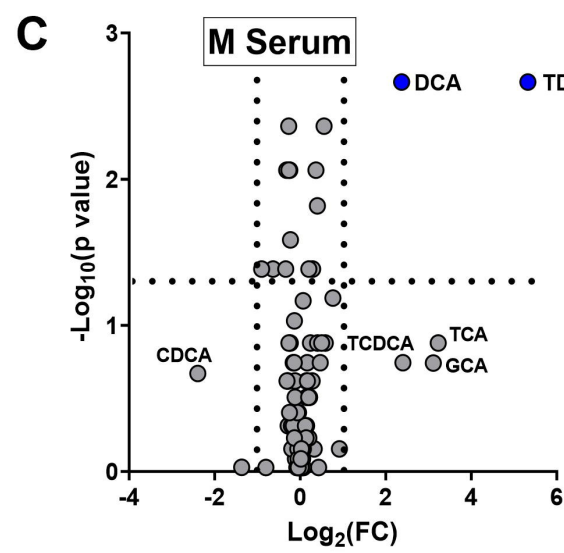 C
M Serum
3
2
1
0
-Log10(p value)
DCA
TD
TCDCA
TCA
GCA
CDCA
-4
-2
0
2
4
6
Log2(FC)